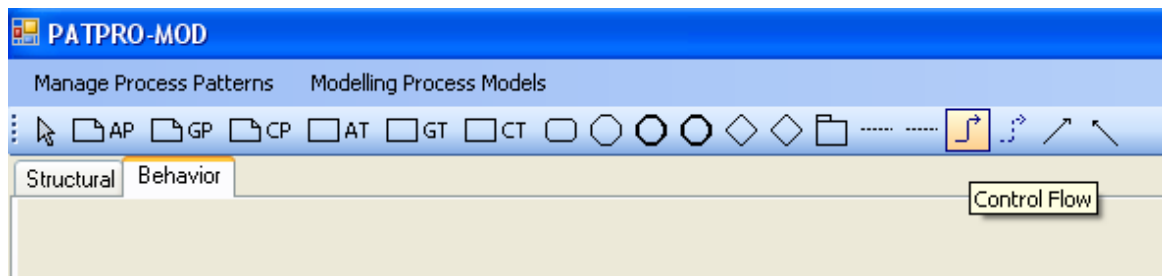 PATPRO-MOD
Manage Process Patterns Modelling Process Models
AP GP CP AT GT CT
Structural Behavior
Control Flow